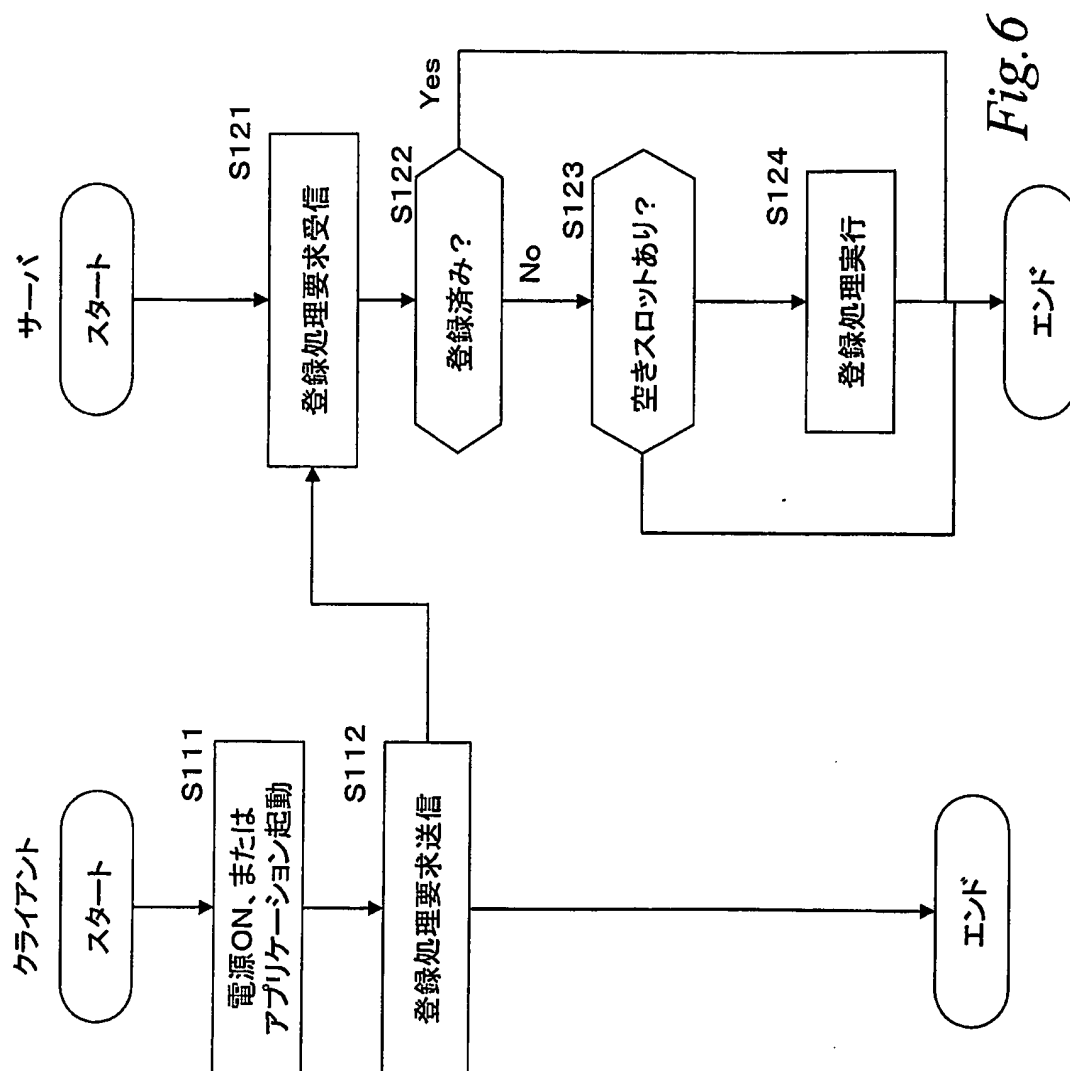 クライアント
スタート
S111
電源ON、または
アプリケーション起動
S112
登録処理要求送信
エンド
サーバ
スタート
S121
登録処理要求受信
S122
登録済み?
Yes
No
S123
空きスロットあり?
S124
登録処理実行
エンド
Fig.6